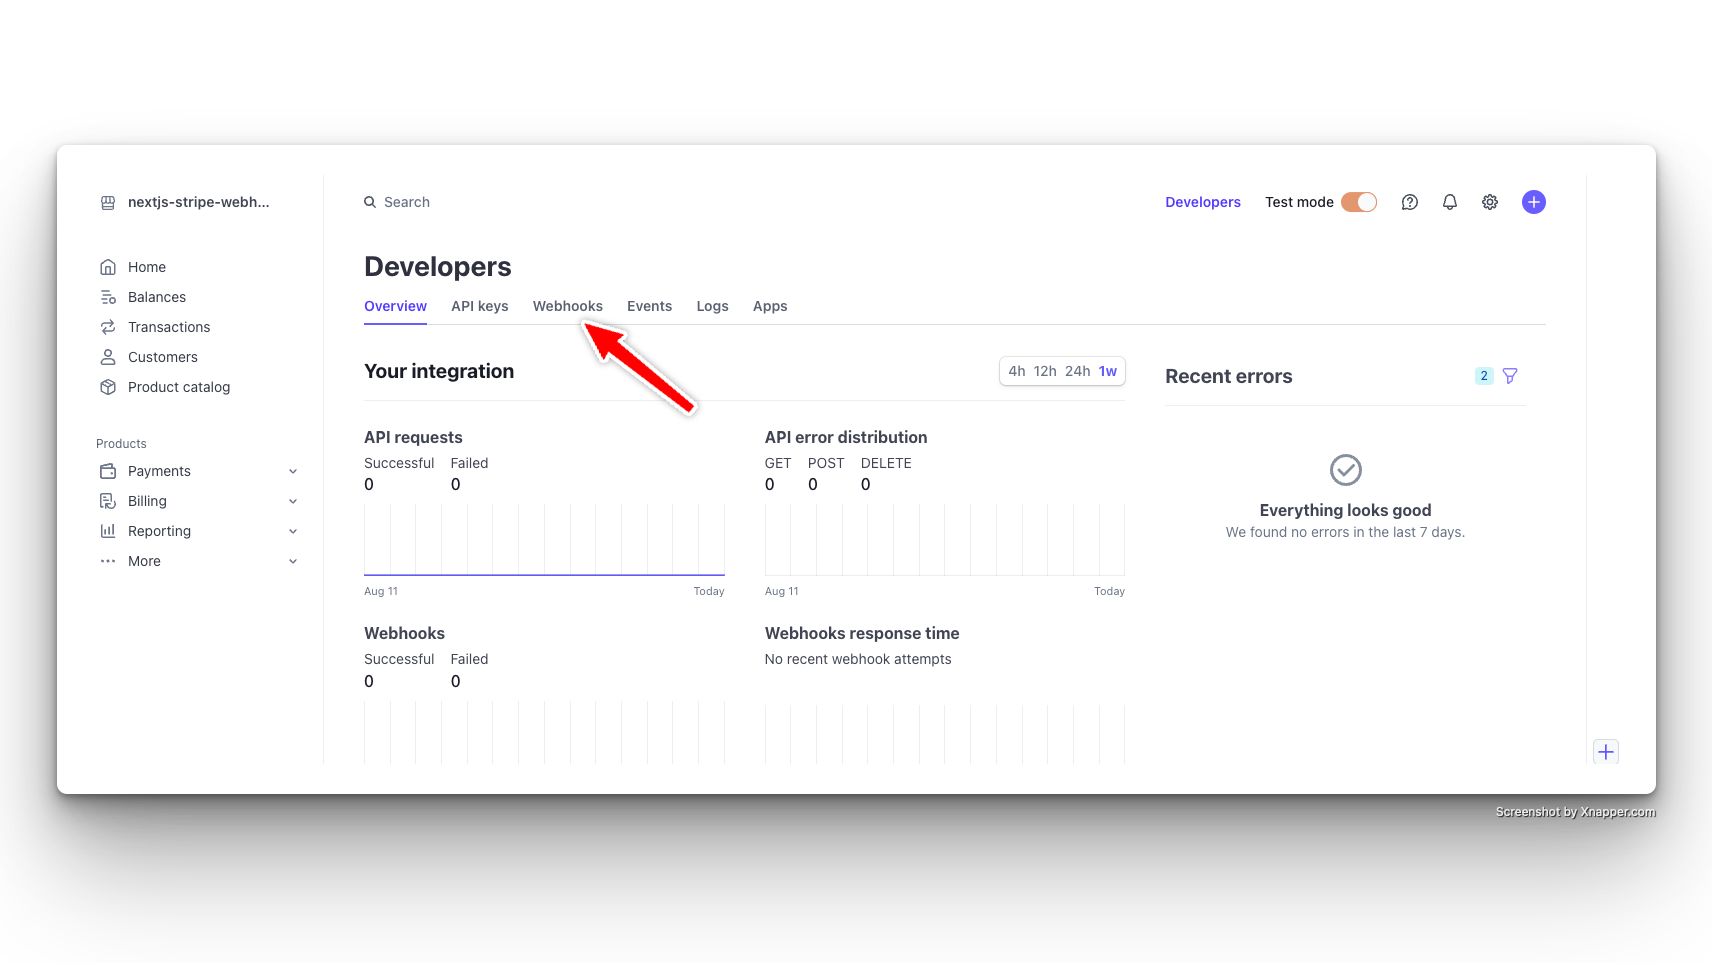 nextjs-stripe-webh...
Home
Balances
Transactions
Customers
Product catalog
Products
Payments
Billing
Reporting
More
Search
Developers
Test mode
Developers
Overview API keys Webhooks Events Logs Apps
Your integration
4h 12h 24h 1w
API requests
Successful Failed
0 0
Aug 11 Today
API error distribution
GET POST DELETE
0 0 0
Aug 11 Today
Webhooks
Successful Failed
0 0
Webhooks response time
No recent webhook attempts
Recent errors
2
Everything looks good
We found no errors in the last 7 days.
Screenshot by Xnapper.com